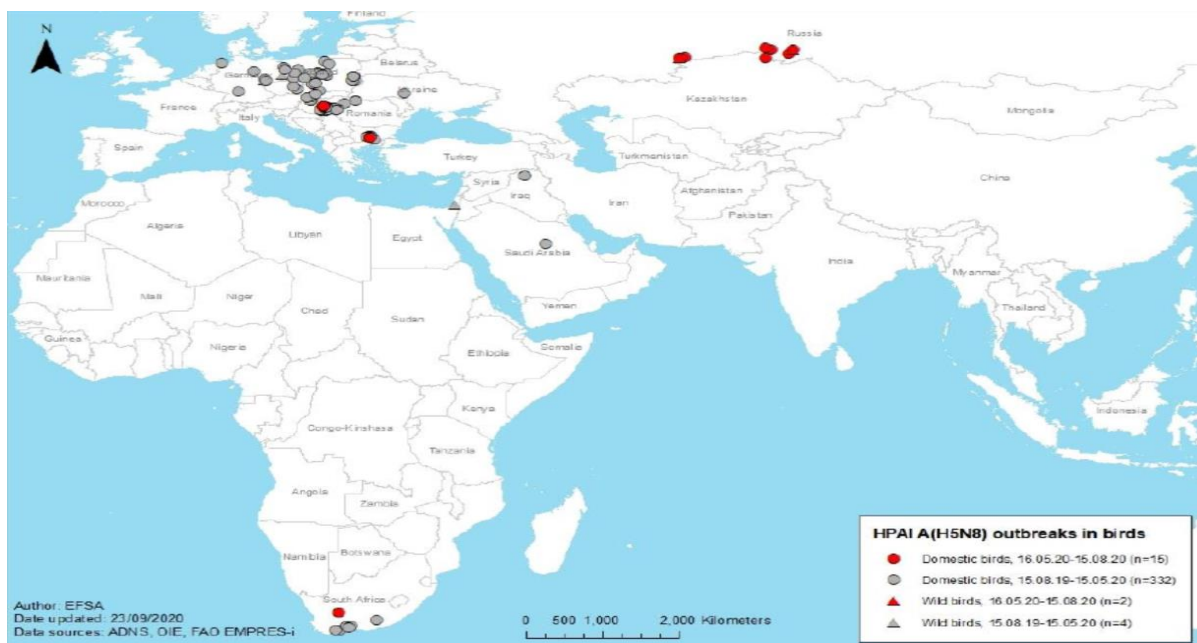 N
Finland
Russia
Belarus
Ukraine
France
Kazakhstan
Mongolia
Italy
Romania
Spain
Turkey
Turkmenistan
China
Syria
Afghanistan
Morocco
Iraq
Iran
Pakistan
Algeria
Libyan
Egypt
Saudi Arabia
India
Mauritania
Myanmar
Mali
Niger
Chad
Sudan
Yemen
Thailand
Guinea
Nigeria
Ethiopia
Somalia
Kenya
Indonesia
Congo-Kinshasa
Tanzania
Angola
Zambia
Namibia
Botswana
South Africa
HPAI A(H5N8) outbreaks in birds
Domestic birds, 16.05.20-15.08.20 (n=15)
Domestic birds, 15.08.19-15.05.20 (n=332)
Wild birds, 16.05.20-15.08.20 (n=2)
Wild birds, 15.08.19-15.05.20 (n=4)
Author: EFSA
Date updated: 23/09/2020
Data sources: ADNS, OIE, FAO EMPRES-i
0 500 1,000 2,000 Kilometers